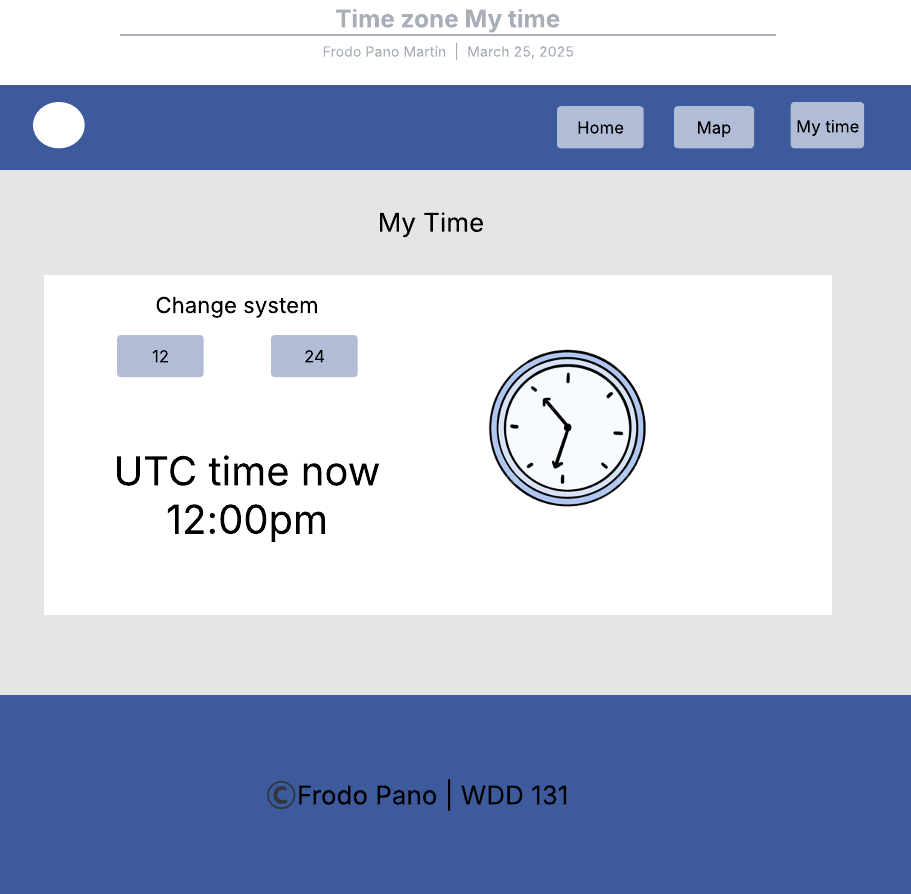 Time zone My time
Frodo Pano Martín | March 25, 2025
Home
Map
My time
My Time
Change system
12
24
UTC time now
12:00pm
©Frodo Pano | WDD 131